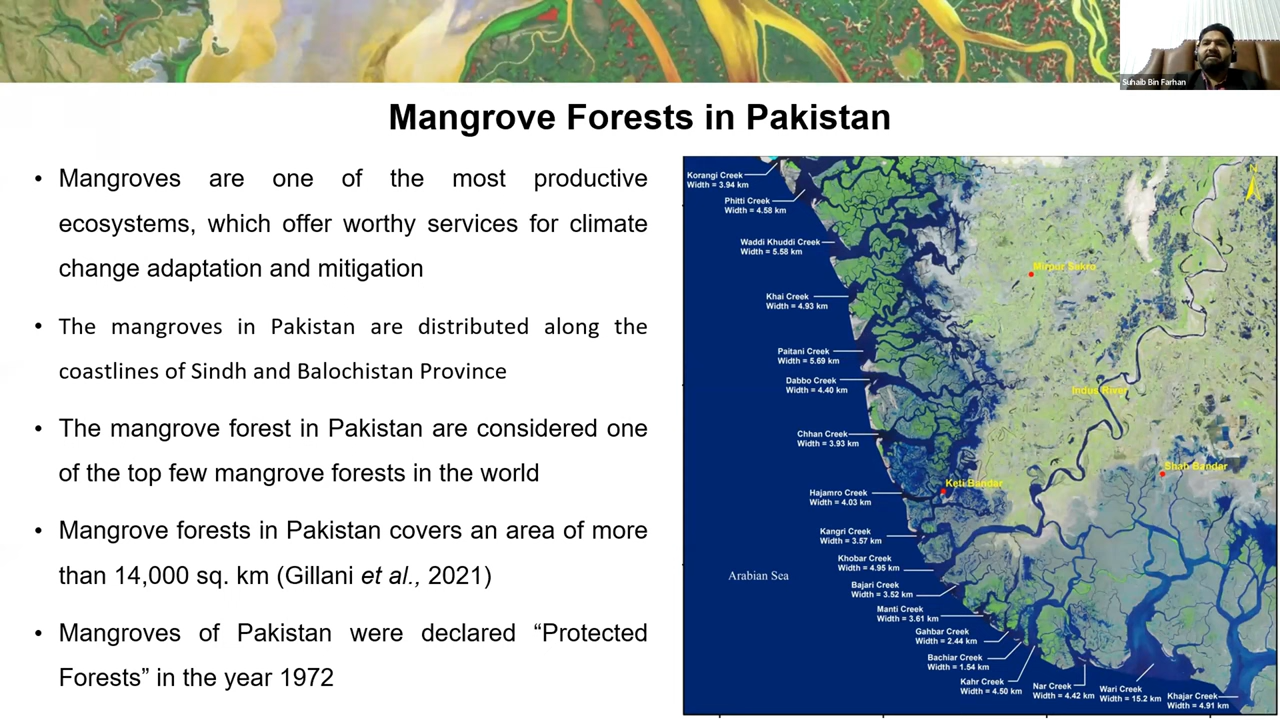 Suhaib Bin Farhan
Mangrove Forests in Pakistan
• Mangroves are one of the most productive
ecosystems, which offer worthy services for climate
change adaptation and mitigation
• The mangroves in Pakistan are distributed along the
coastlines of Sindh and Balochistan Province
• The mangrove forest in Pakistan are considered one
of the top few mangrove forests in the world
• Mangrove forests in Pakistan covers an area of more
than 14,000 sq. km (Gillani et al., 2021)
• Mangroves of Pakistan were declared “Protected
Forests” in the year 1972
Korangi Creek
Width = 3.94 km
Phitti Creek
Width = 4.58 km
Waddi Khuddi Creek
Width = 5.58 km
Mirpur Sakro
Khai Creek
Width = 4.93 km
Paitani Creek
Width = 5.69 km
Dabbo Creek
Width = 4.40 km
Indus River
Chhan Creek
Width = 3.93 km
Shah Bandar
Keti Bandar
Hajamro Creek
Width = 4.03 km
Kangri Creek
Width = 3.57 km
Khobar Creek
Width = 4.95 km
Arabian Sea
Bajari Creek
Width = 3.52 km
Manti Creek
Width = 3.61 km
Gahbar Creek
Width = 2.44 km
Bachiar Creek
Width = 1.54 km
Kahr Creek
Width = 4.50 km
Nar Creek
Width = 4.42 km
Wari Creek
Width = 15.2 km
Khajar Creek
Width = 4.91 km